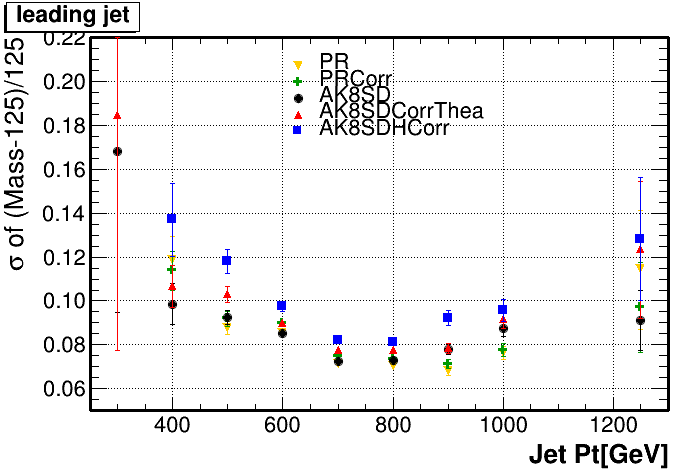 leading jet
σ of (Mass-125)/125
0.22
0.20
0.18
0.16
0.14
0.12
0.10
0.08
0.06
PR
PRCorr
AK8SD
AK8SDCorrThea
AK8SDHCorr
400 600 800 1000 1200
Jet Pt[GeV]